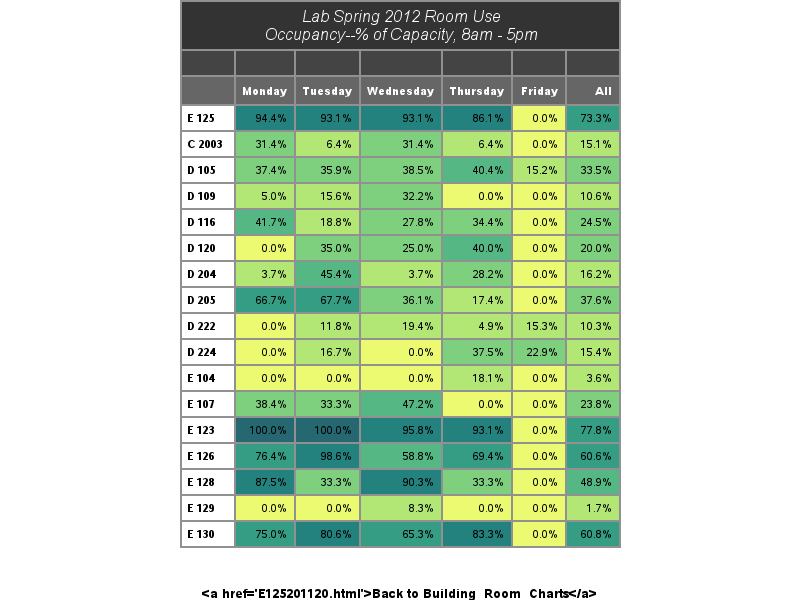 Lab Spring 2012 Room Use
Occupancy--% of Capacity, 8am - 5pm
Monday Tuesday Wednesday Thursday Friday All
E 125 94.4% 93.1% 93.1% 86.1% 0.0% 73.3%
C 2003 31.4% 6.4% 31.4% 6.4% 0.0% 15.1%
D 105 37.4% 35.9% 38.5% 40.4% 15.2% 33.5%
D 109 5.0% 15.6% 32.2% 0.0% 0.0% 10.6%
D 116 41.7% 18.8% 27.8% 34.4% 0.0% 24.5%
D 120 0.0% 35.0% 25.0% 40.0% 0.0% 20.0%
D 204 3.7% 45.4% 3.7% 28.2% 0.0% 16.2%
D 205 66.7% 67.7% 36.1% 17.4% 0.0% 37.6%
D 222 0.0% 11.8% 19.4% 4.9% 15.3% 10.3%
D 224 0.0% 16.7% 0.0% 37.5% 22.9% 15.4%
E 104 0.0% 0.0% 0.0% 18.1% 0.0% 3.6%
E 107 38.4% 33.3% 47.2% 0.0% 0.0% 23.8%
E 123 100.0% 100.0% 95.8% 93.1% 0.0% 77.8%
E 126 76.4% 98.6% 58.8% 69.4% 0.0% 60.6%
E 128 87.5% 33.3% 90.3% 33.3% 0.0% 48.9%
E 129 0.0% 0.0% 8.3% 0.0% 0.0% 1.7%
E 130 75.0% 80.6% 65.3% 83.3% 0.0% 60.8%
<a href='E125201120.html'>Back to Building_Room_Charts</a>